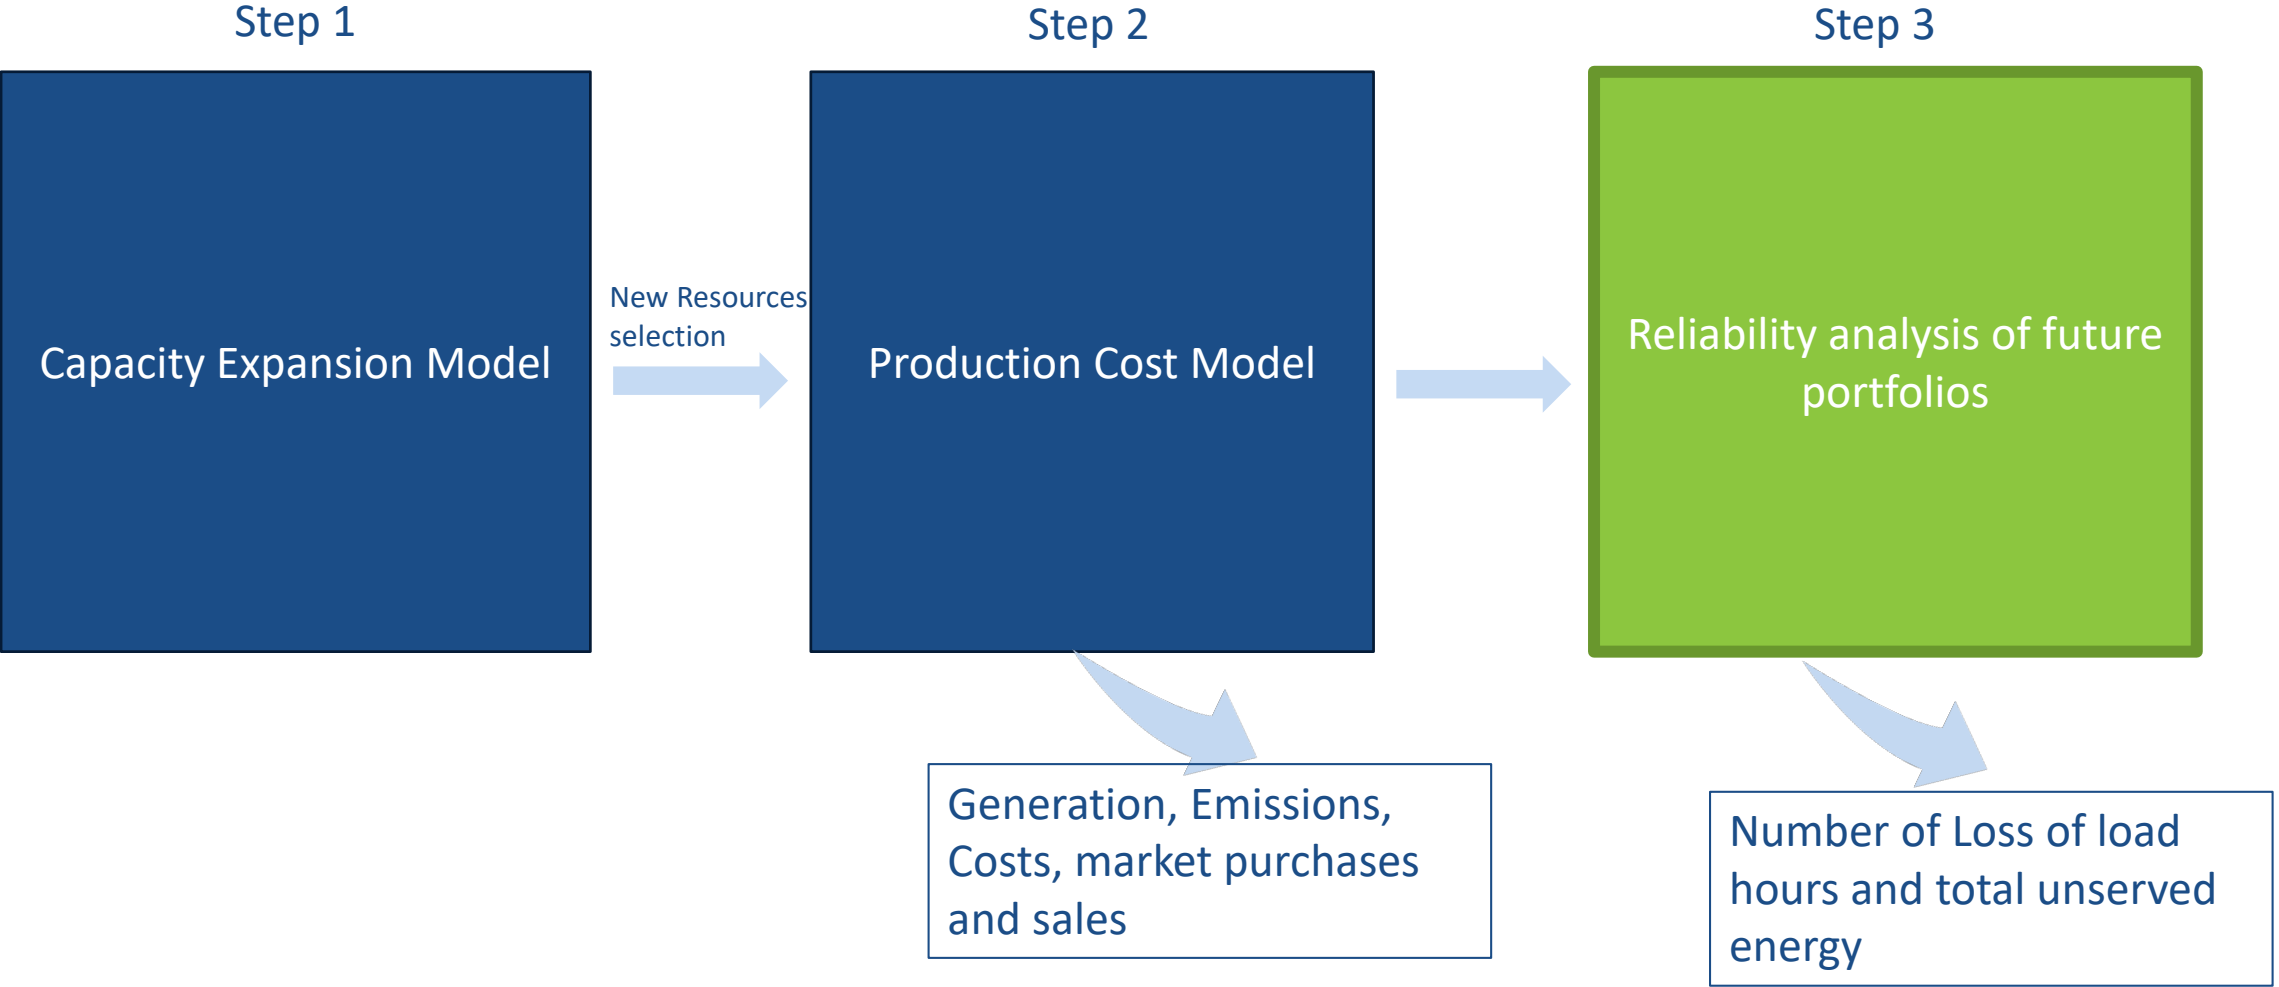 Step 1
Step 2
Step 3
Capacity Expansion Model
New Resources
selection
Production Cost Model
Reliability analysis of future
portfolios
Generation, Emissions,
Costs, market purchases
and sales
Number of Loss of load
hours and total unserved
energy